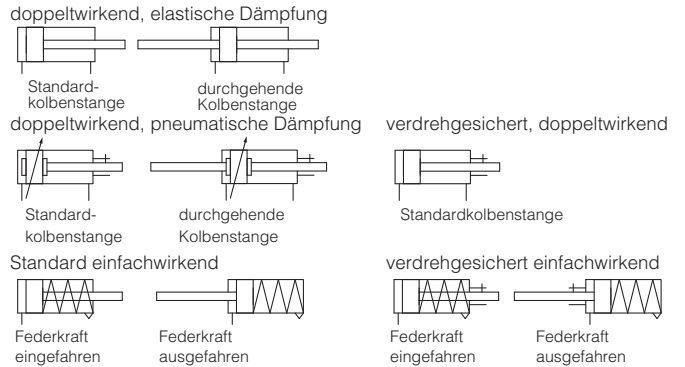 doppeltwirkend, elastische Dämpfung
Standard-
kolbenstange
durchgehende
Kolbenstange
doppeltwirkend, pneumatische Dämpfung
verdrehgesichert, doppeltwirkend
Standard-
kolbenstange
durchgehende
Kolbenstange
Standardkolbenstange
Standard einfachwirkend
verdrehgesichert einfachwirkend
Federkraft
eingefahren
Federkraft
ausgefahren
Federkraft
eingefahren
Federkraft
ausgefahren